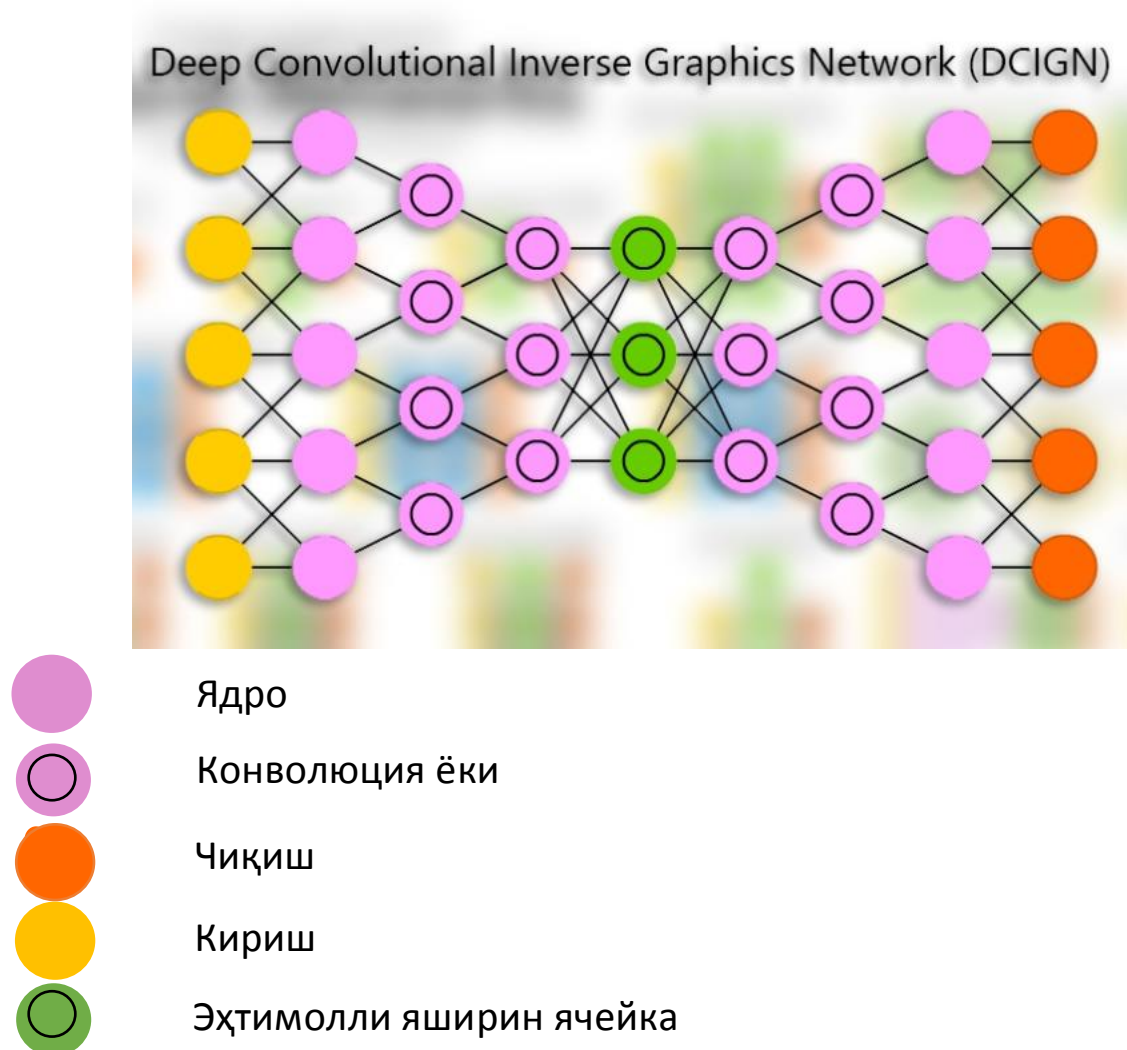 Deep Convolutional Inverse Graphics Network (DCIGN)
Ядро
Конволюция ёки
Чиқиш
Кириш
Эҳтимолли яширин ячейка